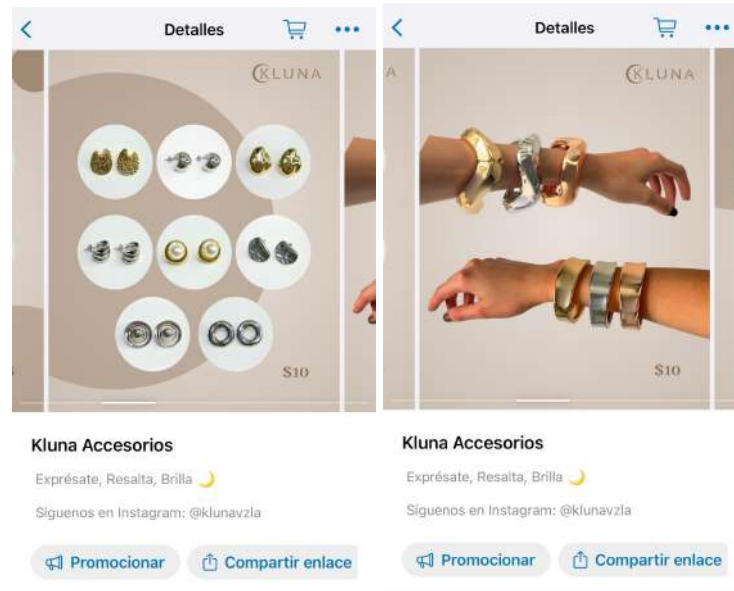 Detalles
KLUNA
$10
Kluna Accesorios
Exprésate, Resalta, Brilla 🌙
Síguenos en Instagram: @klunavzla
Promocionar
Compartir enlace
Detalles
A
KLUNA
$10
Kluna Accesorios
Exprésate, Resalta, Brilla 🌙
Síguenos en Instagram: @klunavzla
Promocionar
Compartir enlace